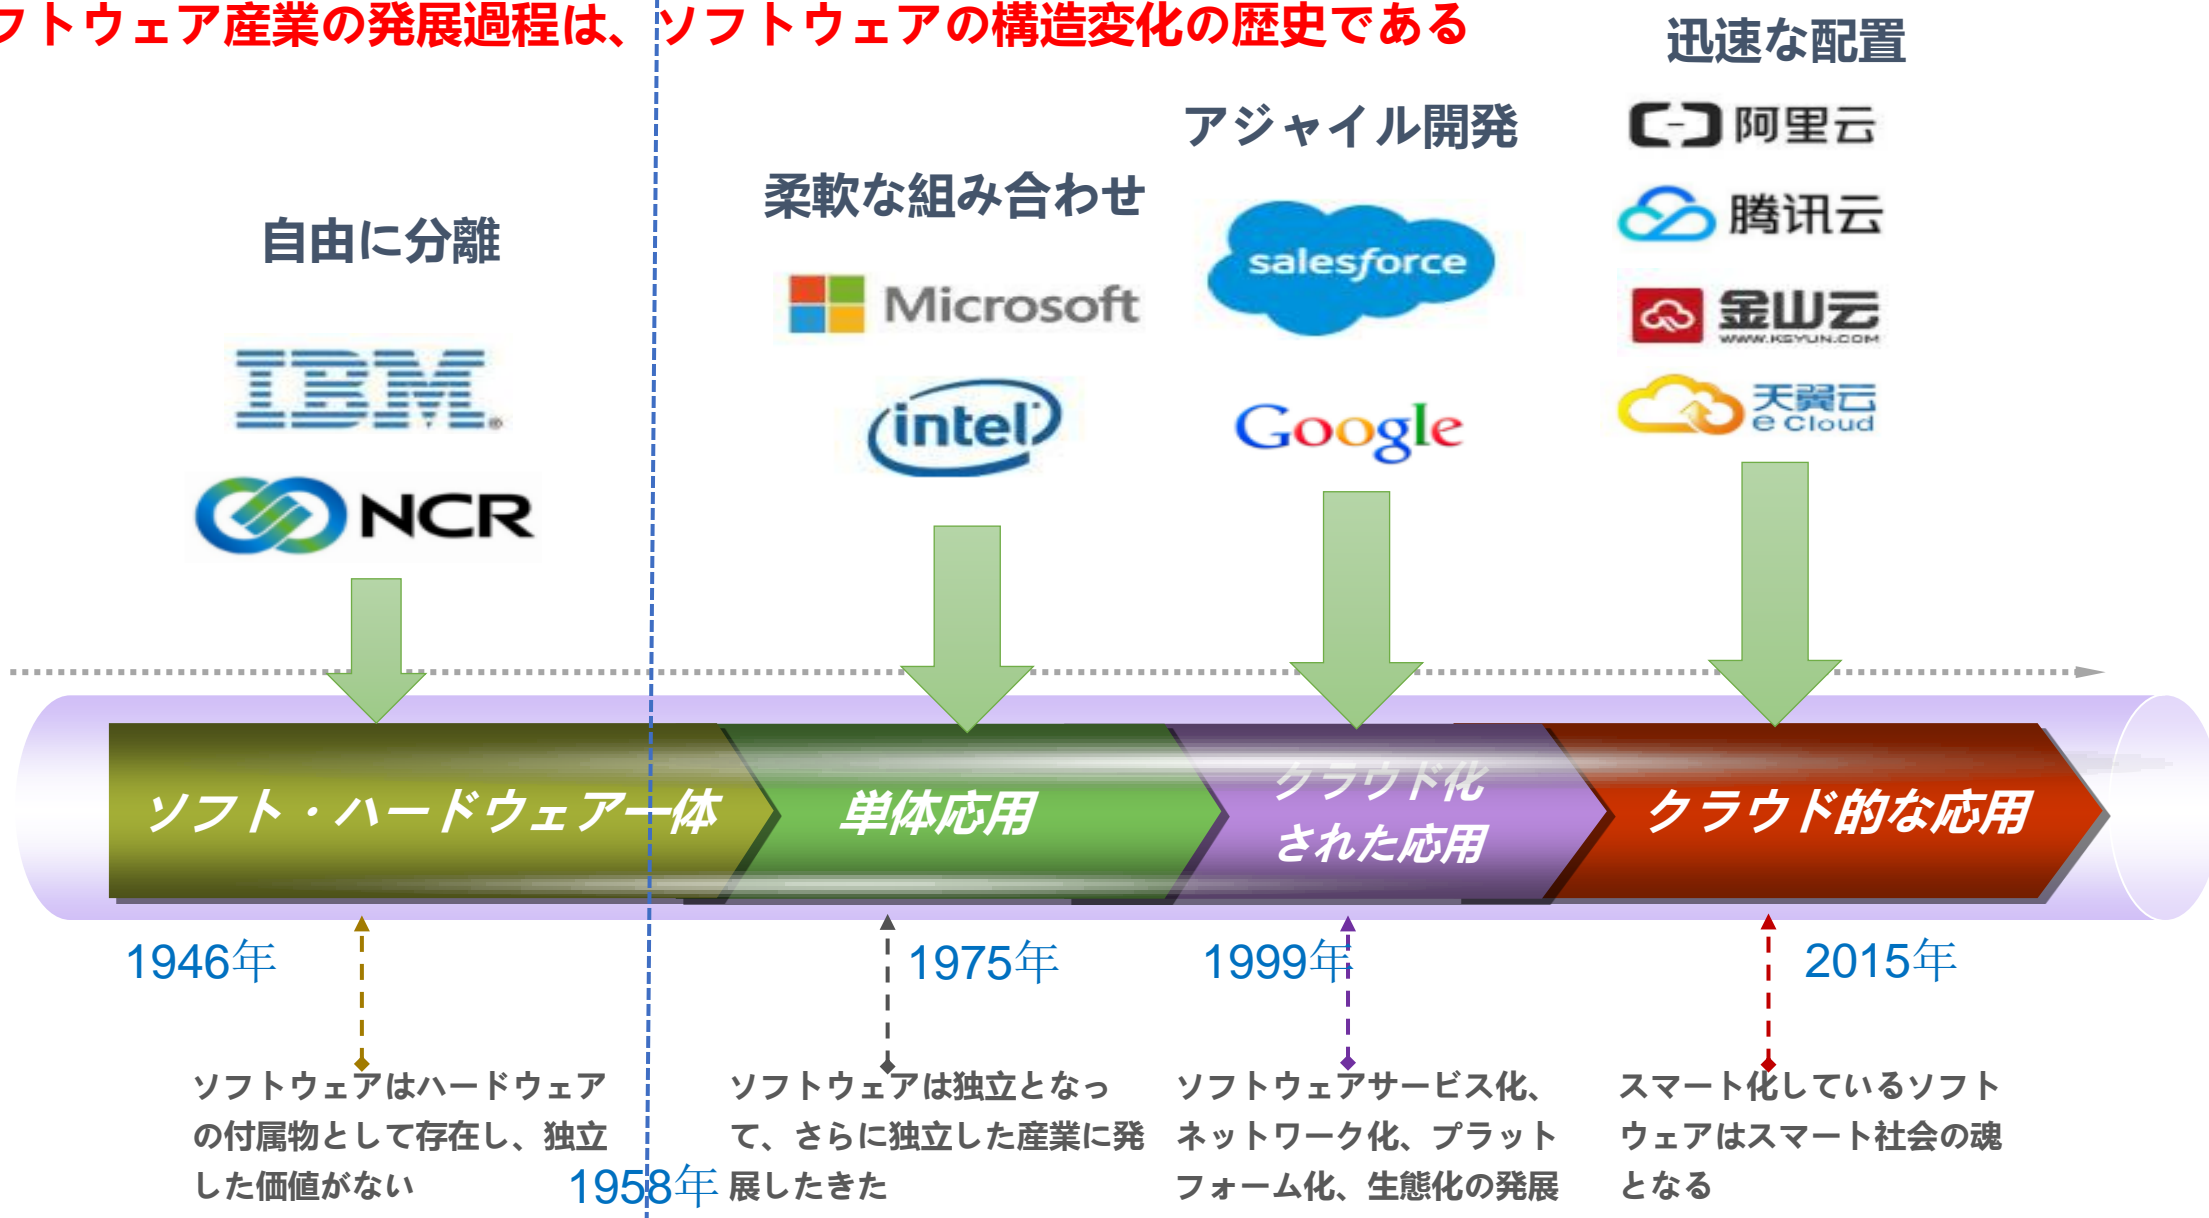 フトウェア産業の発展過程は、ソフトウェアの構造変化の歴史である
迅速な配置
アジャイル開発
柔軟な組み合わせ
自由に分離
阿里云
腾讯云
金山云
WWW.KSYUN.COM
天翼云
e Cloud
salesforce
Google
Microsoft
intel
IBM
NCR
ソフト・ハードウェア一体
単体応用
クラウド化
された応用
クラウド的な応用
1946年
1975年
1999年
2015年
ソフトウェアはハードウェア
の付属物として存在し、独立
した価値がない
1958年
ソフトウェアは独立となっ
て、さらに独立した産業に発
展したきた
ソフトウェアサービス化、
ネットワーク化、プラット
フォーム化、生態化の発展
スマート化しているソフト
ウェアはスマート社会の魂
となる